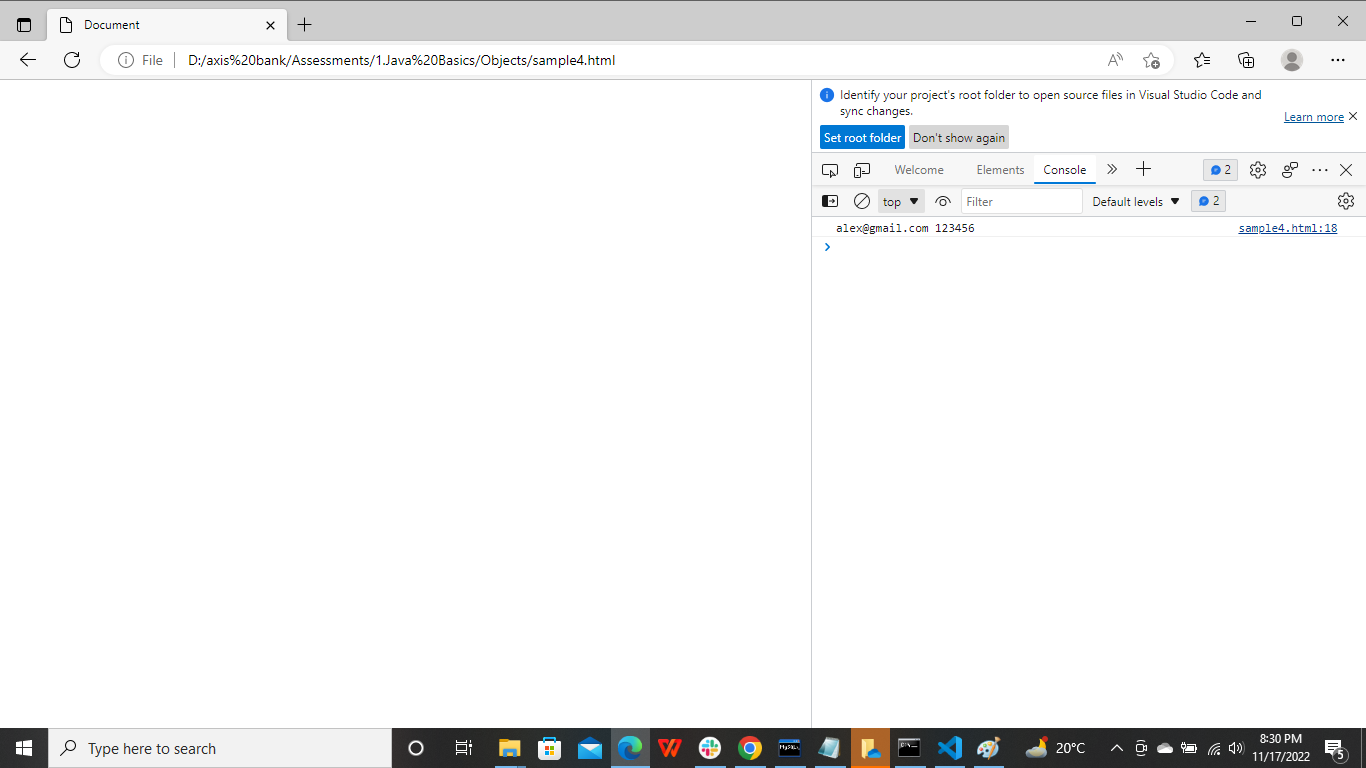 Document
File
D:/axis%20bank/Assessments/1.Java%20Basics/Objects/sample4.html
Identify your project's root folder to open source files in Visual Studio Code and
sync changes.
Learn more
Set root folder
Don't show again
Welcome
Elements
Console
2
top
Filter
Default levels
2
alex@gmail.com 123456
sample4.html:18
Type here to search
20°C
8:30 PM
11/17/2022
5